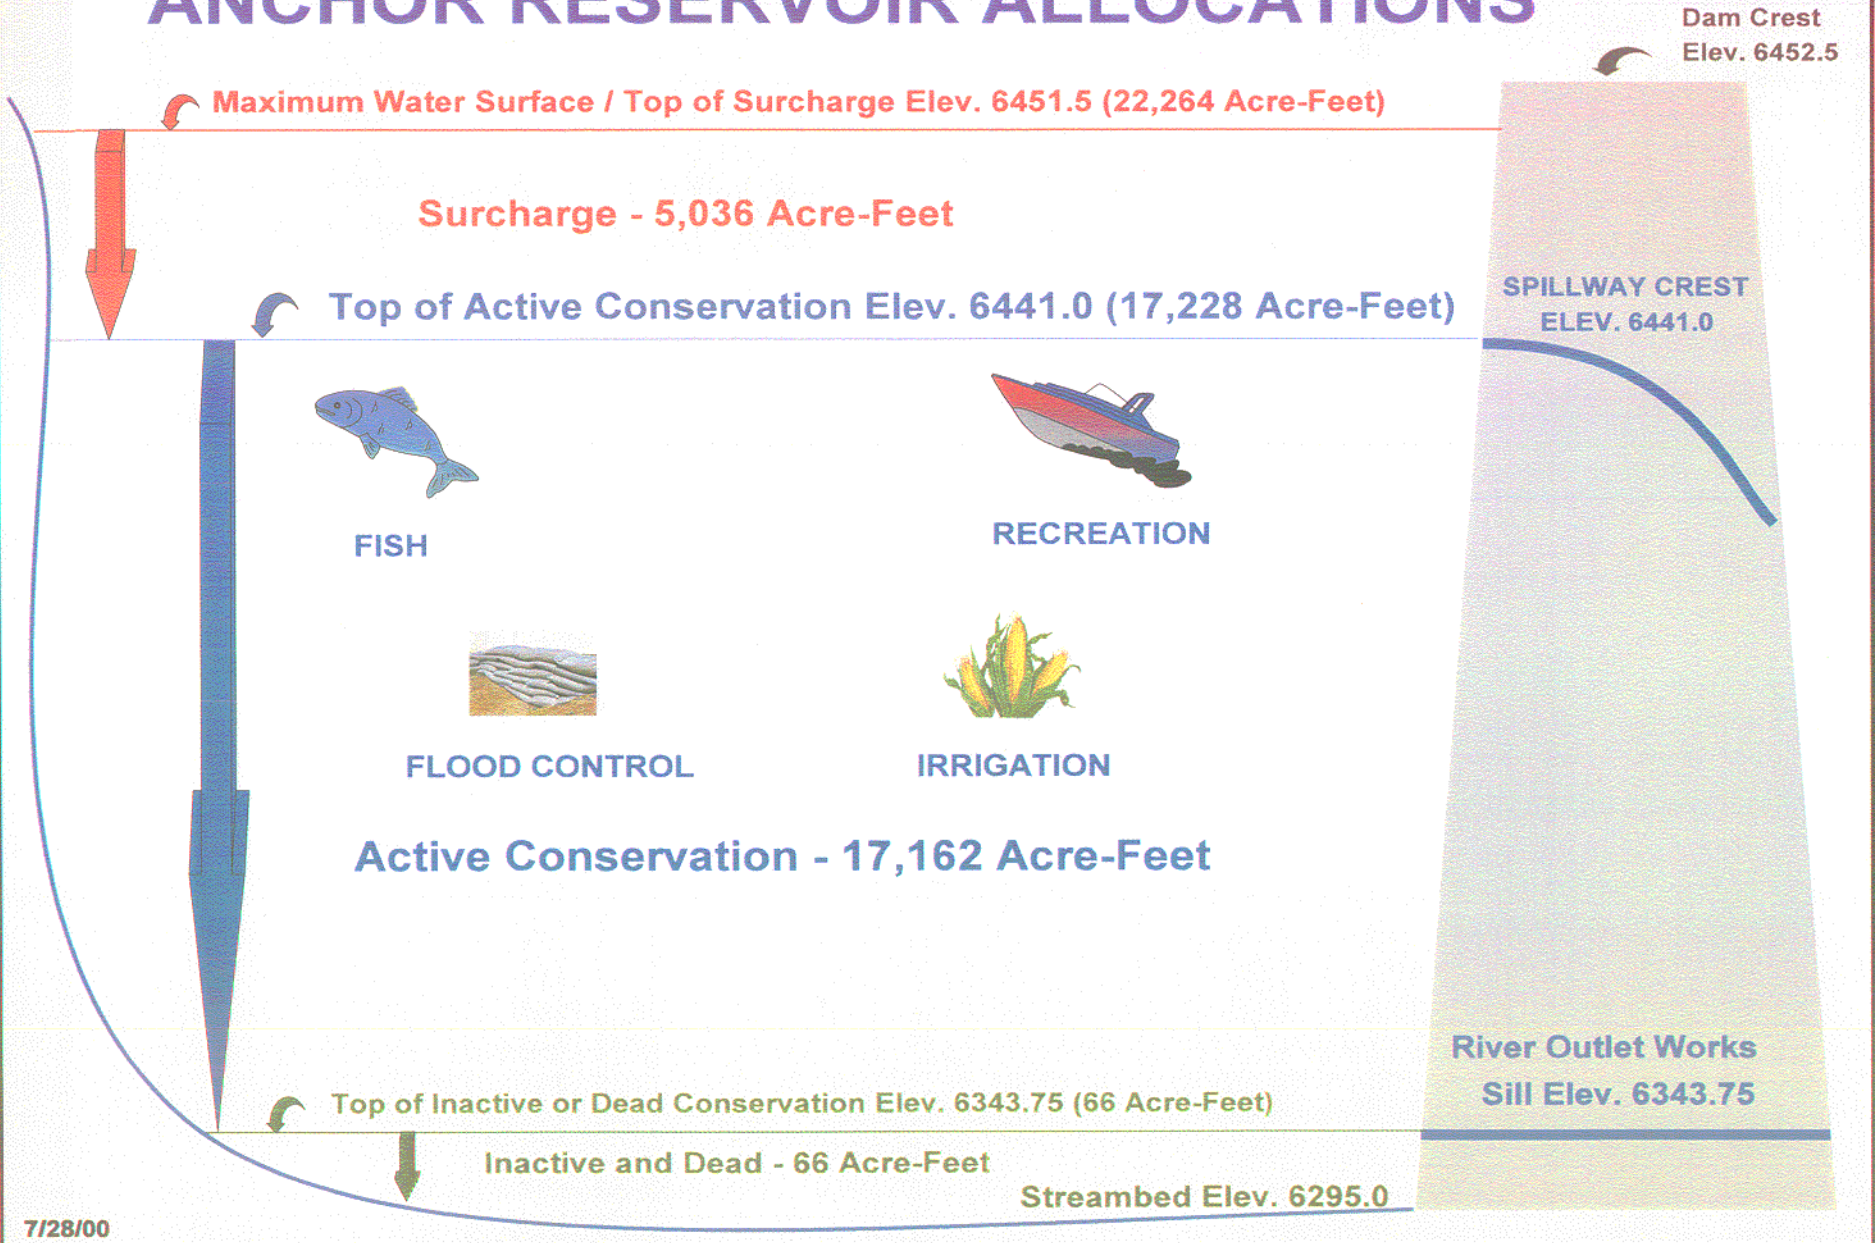 ANCHOR RESERVOIR ALLOCATIONS
Dam Crest
Elev. 6452.5
Maximum Water Surface / Top of Surcharge Elev. 6451.5 (22,264 Acre-Feet)
Surcharge - 5,036 Acre-Feet
Top of Active Conservation Elev. 6441.0 (17,228 Acre-Feet)
SPILLWAY CREST
ELEV. 6441.0
FISH
RECREATION
FLOOD CONTROL
IRRIGATION
Active Conservation - 17,162 Acre-Feet
River Outlet Works
Sill Elev. 6343.75
Top of Inactive or Dead Conservation Elev. 6343.75 (66 Acre-Feet)
Inactive and Dead - 66 Acre-Feet
Streambed Elev. 6295.0
7/28/00